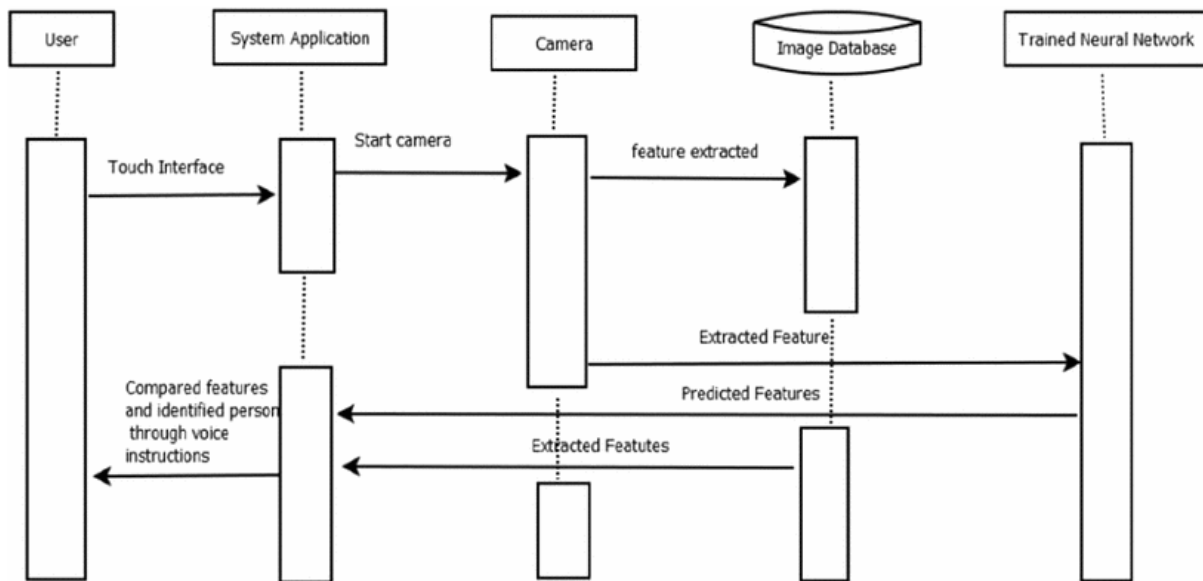 User
System Application
Camera
Image Database
Trained Neural Network
Touch Interface
Start camera
feature extracted
Extracted Feature
Predicted Features
Compared features
and identified person
through voice
instructions
Extracted Featutes